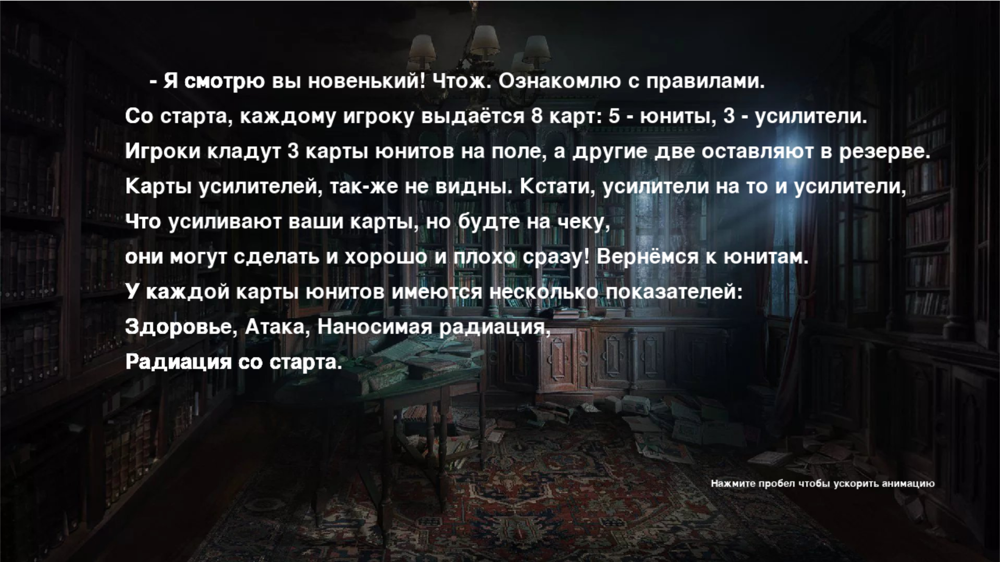 - Я смотрю вы новенький! Чтож. Ознакомлю с правилами.
Со старта, каждому игроку выдаётся 8 карт: 5 - юниты, 3 - усилители.
Игроки кладут 3 карты юнитов на поле, а другие две оставляют в резерве.
Карты усилителей, так-же не видны. Кстати, усилители на то и усилители,
Что усиливают ваши карты, но будте на чеку,
они могут сделать и хорошо и плохо сразу! Вернёмся к юнитам.
У каждой карты юнитов имеются несколько показателей:
Здоровье, Атака, Наносимая радиация,
Радиация со старта.
Нажмите пробел чтобы ускорить анимацию